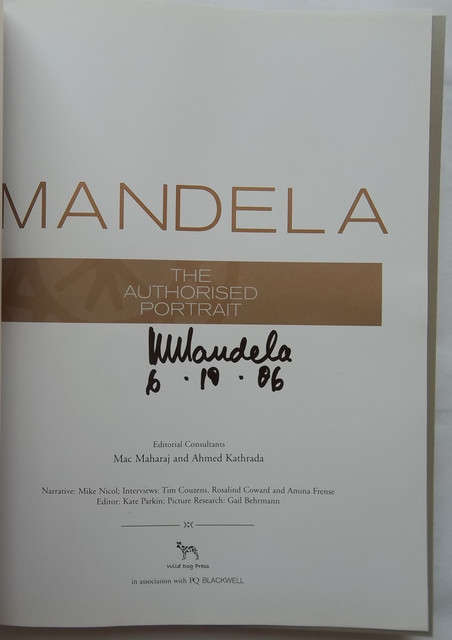 MANDELA
THE
AUTHORISED
PORTRAIT
Mandela
6 . 10 . 06
Editorial Consultants
Mac Maharaj and Ahmed Kathrada
Narrative: Mike Nicol; Interviews: Tim Couzens, Rosalind Coward and Amina Frense
Editor: Kate Parkin; Picture Research: Gail Behrmann
Wild Dog Press
in association with PQ BLACKWELL